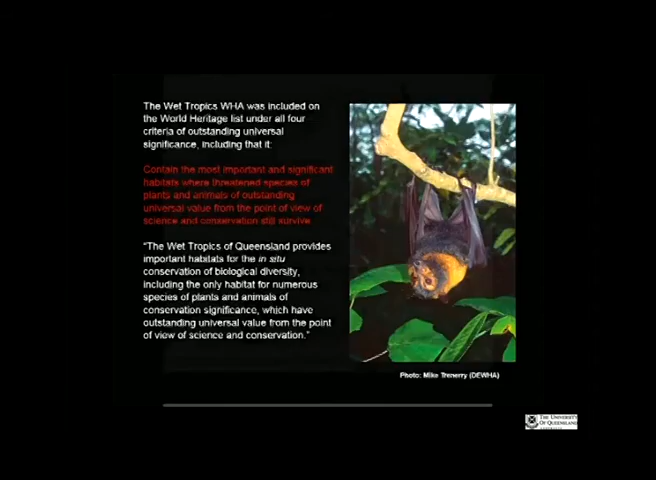 The Wet Tropics WHA was included on
the World Heritage list under all four
criteria of outstanding universal
significance, including that it:
Contain the most important and significant
habitats where threatened species of
plants and animals of outstanding
universal value from the point of view of
science and conservation still survive
"The Wet Tropics of Queensland provides
important habitats for the in situ
conservation of biological diversity,
including the only habitat for numerous
species of plants and animals of
conservation significance, which have
outstanding universal value from the point
of view of science and conservation."
Photo: Mike Trenerry (DEWHA)
THE UNIVERSITY
OF QUEENSLAND